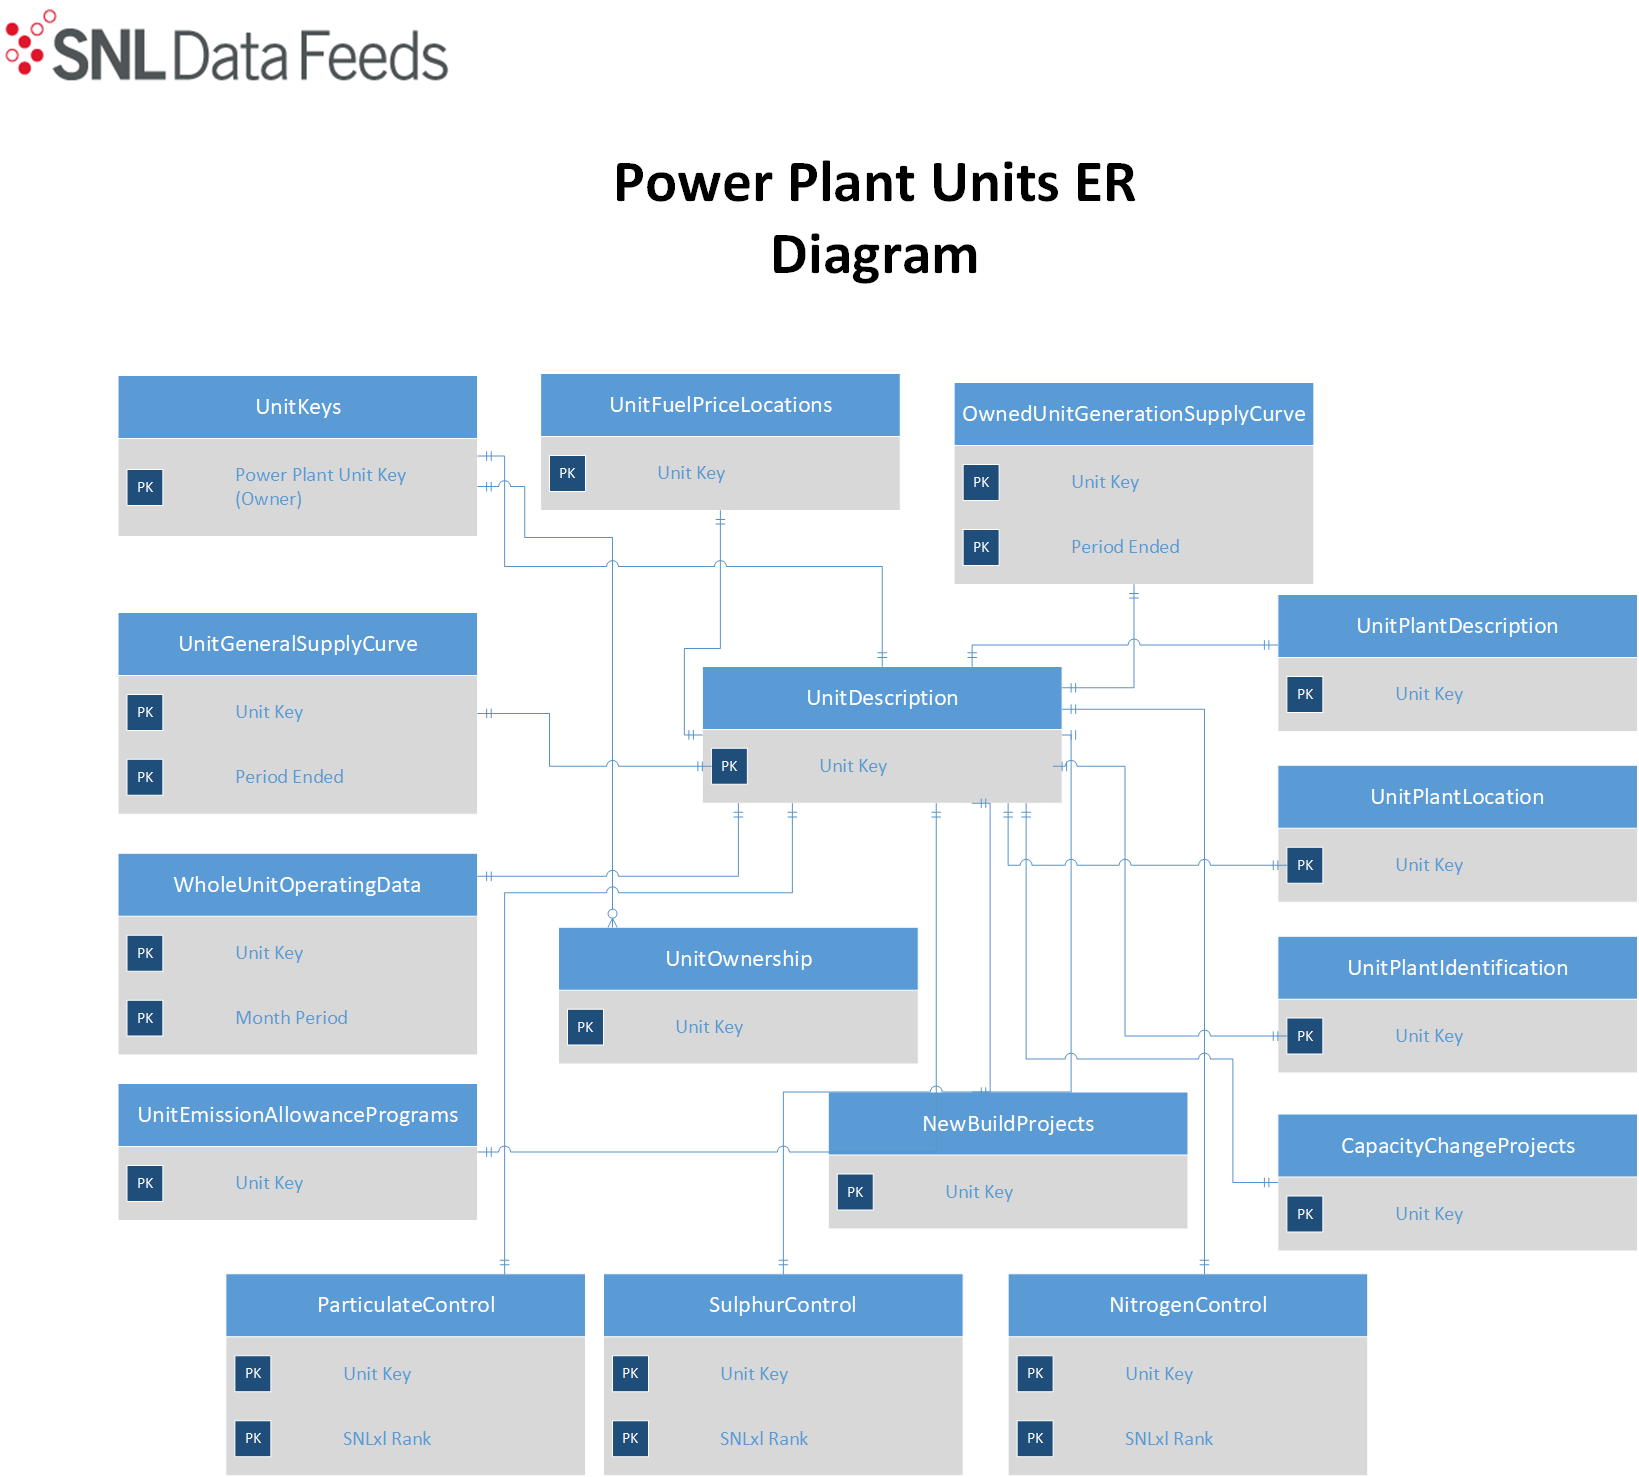 SNL Data Feeds
Power Plant Units ER
Diagram
UnitKeys
PK
Power Plant Unit Key
(Owner)
UnitFuelPriceLocations
PK
Unit Key
OwnedUnitGenerationSupplyCurve
PK
Unit Key
PK
Period Ended
UnitGeneralSupplyCurve
PK
Unit Key
PK
Period Ended
UnitDescription
PK
Unit Key
UnitPlantDescription
PK
Unit Key
UnitPlantLocation
PK
Unit Key
WholeUnitOperatingData
PK
Unit Key
PK
Month Period
UnitOwnership
PK
Unit Key
UnitPlantIdentification
PK
Unit Key
UnitEmissionAllowancePrograms
PK
Unit Key
NewBuildProjects
PK
Unit Key
CapacityChangeProjects
PK
Unit Key
ParticulateControl
PK
Unit Key
PK
SNLxl Rank
SulphurControl
PK
Unit Key
PK
SNLxl Rank
NitrogenControl
PK
Unit Key
PK
SNLxl Rank